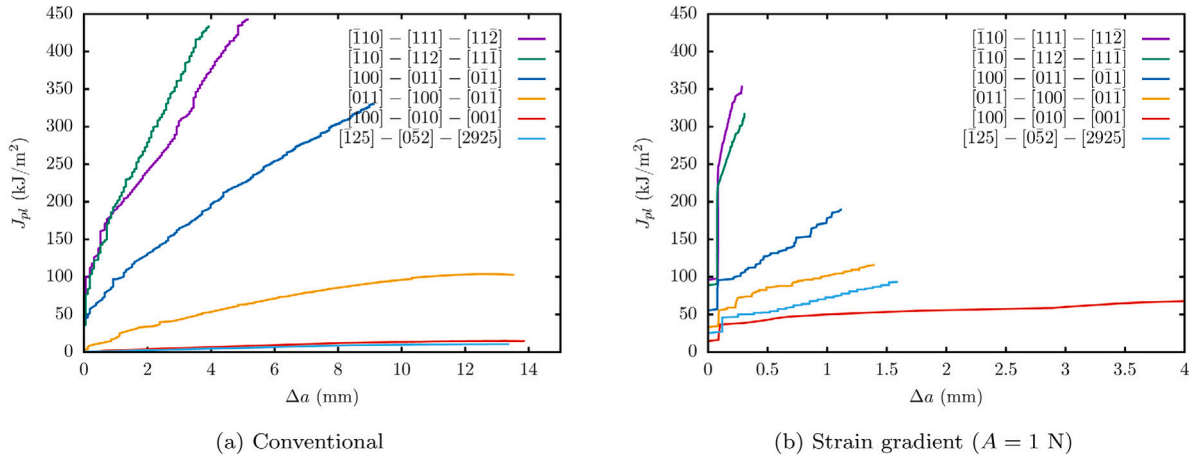 450
400
350
300
250
200
150
100
50
0
J_pl (kJ/m²)
[1̄10] − [111] − [112̄]
[1̄10] − [112] − [111̄]
[100] − [011] − [01̄1]
[011] − [100] − [011̄]
[100] − [010] − [001]
[1̄25] − [05̄2] − [2925]
0 2 4 6 8 10 12 14
Δa (mm)
(a) Conventional
450
400
350
300
250
200
150
100
50
0
J_pl (kJ/m²)
[1̄10] − [111] − [112̄]
[1̄10] − [112] − [111̄]
[100] − [011] − [01̄1]
[011] − [100] − [011̄]
[100] − [010] − [001]
[1̄25] − [05̄2] − [2925]
0 0.5 1 1.5 2 2.5 3 3.5 4
Δa (mm)
(b) Strain gradient (A = 1 N)